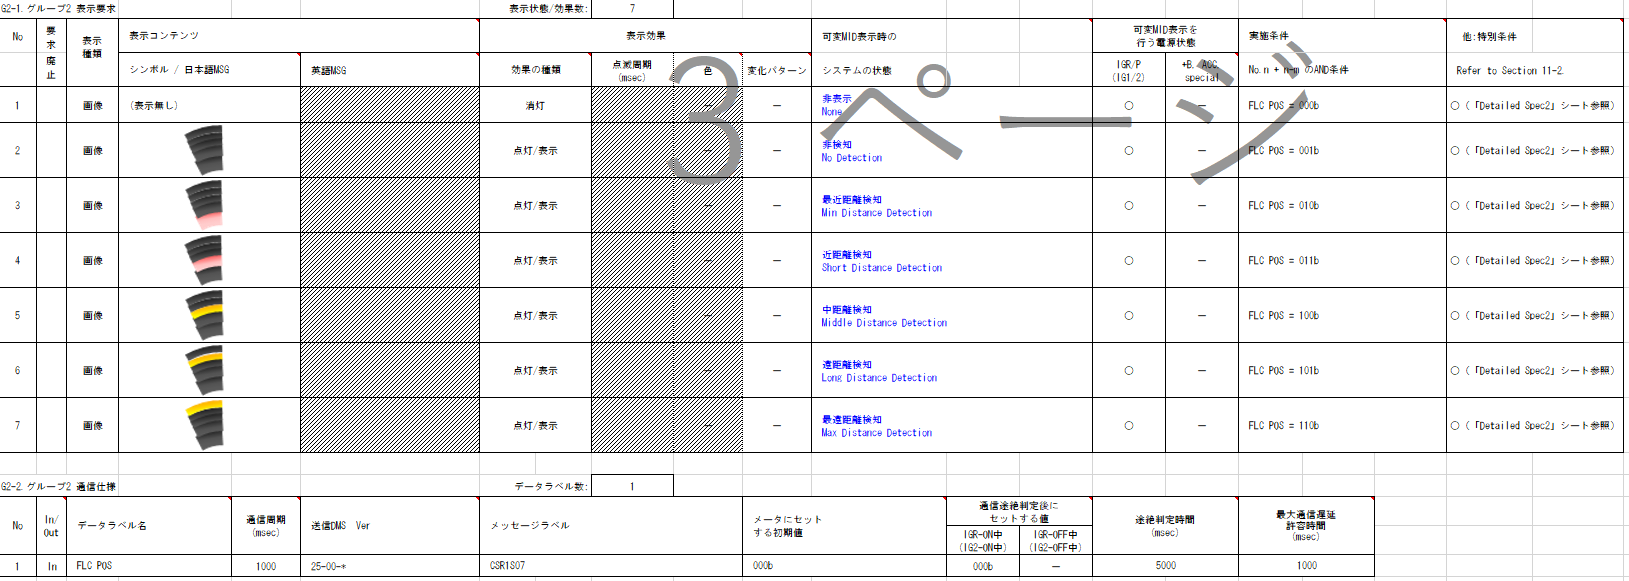 G2-1.グループ2 表示要求
表示状態/効果数: 7
No 要求廃止 表示種類 表示コンテンツ 表示効果 可変MID表示時の 可変MID表示を行う電源状態 実施条件 他:特別条件
シンボル / 日本語MSG 英語MSG 効果の種類 点滅周期(msec) 色 変化パターン システムの状態 IGR/P(IG1/2) +B, ACC, special No.n + n-m のAND条件 Refer to Section 11-2.
1 画像 (表示無し) 消灯 － － 非表示 ○ － FLC POS = 000b ○(「Detailed Spec2」シート参照)
None
2 画像 点灯/表示 － － 非検知 ○ － FLC POS = 001b ○(「Detailed Spec2」シート参照)
No Detection
3 画像 点灯/表示 － － 最近距離検知 ○ － FLC POS = 010b ○(「Detailed Spec2」シート参照)
Min Distance Detection
4 画像 点灯/表示 － － 近距離検知 ○ － FLC POS = 011b ○(「Detailed Spec2」シート参照)
Short Distance Detection
5 画像 点灯/表示 － － 中距離検知 ○ － FLC POS = 100b ○(「Detailed Spec2」シート参照)
Middle Distance Detection
6 画像 点灯/表示 － － 遠距離検知 ○ － FLC POS = 101b ○(「Detailed Spec2」シート参照)
Long Distance Detection
7 画像 点灯/表示 － － 最遠距離検知 ○ － FLC POS = 110b ○(「Detailed Spec2」シート参照)
Max Distance Detection
3 ページ
G2-2.グループ2 通信仕様
データラベル数: 1
No In/Out データラベル名 通信周期(msec) 送信DMS Ver メッセージラベル メータにセットする初期値 通信途絶判定後にセットする値 途絶判定時間(msec) 最大通信遅延許容時間(msec)
IGR-ON中(IG2-ON中) IGR-OFF中(IG2-OFF中)
1 In FLC POS 1000 25-00-* CSR1S07 000b 000b － 5000 1000